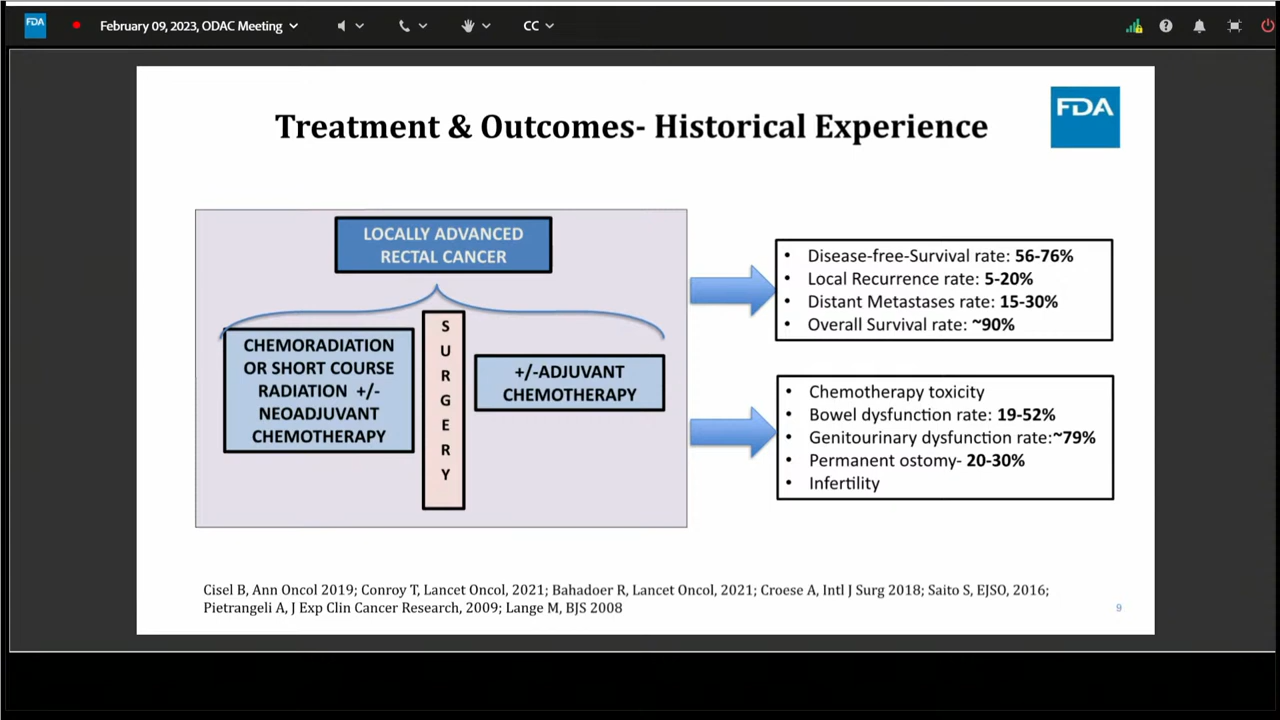 FDA
February 09, 2023, ODAC Meeting
CC
Treatment & Outcomes- Historical Experience
FDA
LOCALLY ADVANCED
RECTAL CANCER
CHEMORADIATION
OR SHORT COURSE
RADIATION +/-
NEOADJUVANT
CHEMOTHERAPY
S
U
R
G
E
R
Y
+/-ADJUVANT
CHEMOTHERAPY
• Disease-free-Survival rate: 56-76%
• Local Recurrence rate: 5-20%
• Distant Metastases rate: 15-30%
• Overall Survival rate: ~90%
• Chemotherapy toxicity
• Bowel dysfunction rate: 19-52%
• Genitourinary dysfunction rate:~79%
• Permanent ostomy- 20-30%
• Infertility
Cisel B, Ann Oncol 2019; Conroy T, Lancet Oncol, 2021; Bahadoer R, Lancet Oncol, 2021; Croese A, Intl J Surg 2018; Saito S, EJSO, 2016;
Pietrangeli A, J Exp Clin Cancer Research, 2009; Lange M, BJS 2008
9